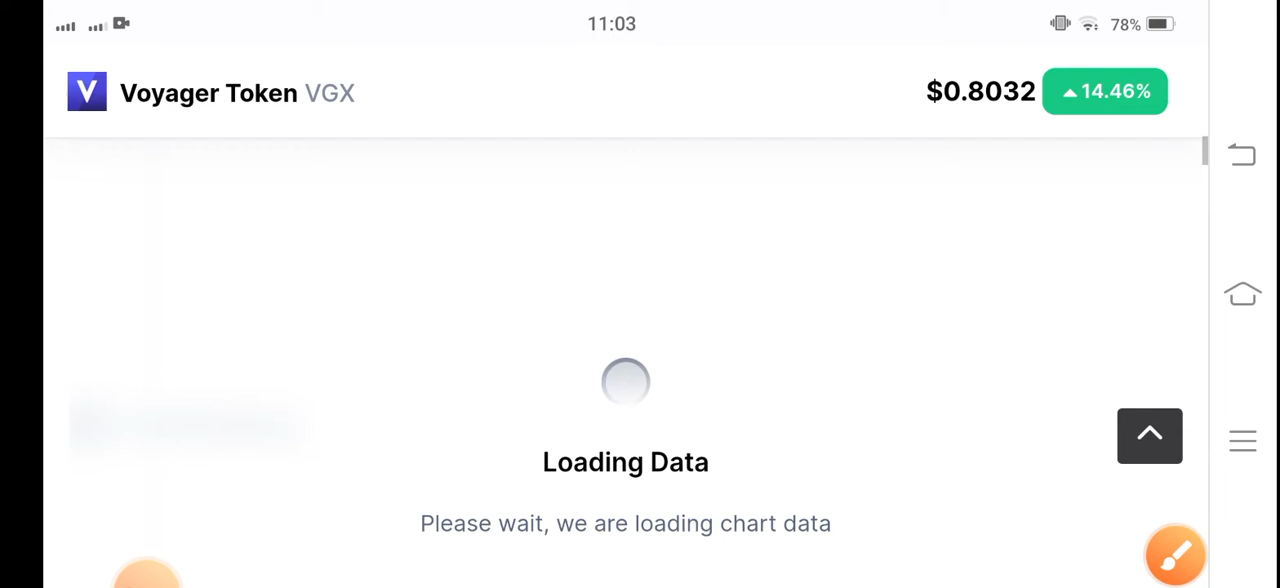 11:03
78%
V Voyager Token VGX
$0.8032 14.46%
Loading Data
Please wait, we are loading chart data